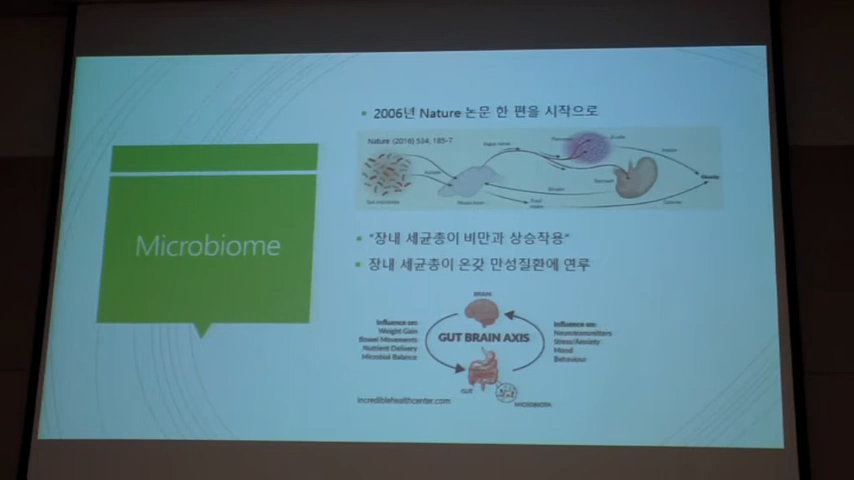 Microbiome
2006년 Nature 논문 한 편을 시작으로
Nature (2016) 534, 185-7
"장내 세균총이 비만과 상승작용"
장내 세균총이 온갖 만성질환에 연루
BRAIN
Influence on:
Weight Gain
Bowel Movements
Nutrient Delivery
Microbial Balance
GUT BRAIN AXIS
Influence on:
Neurotransmitters
Stress/Anxiety
Mood
Behaviour
GUT
MICROBIOTA
incrediblehealthcenter.com